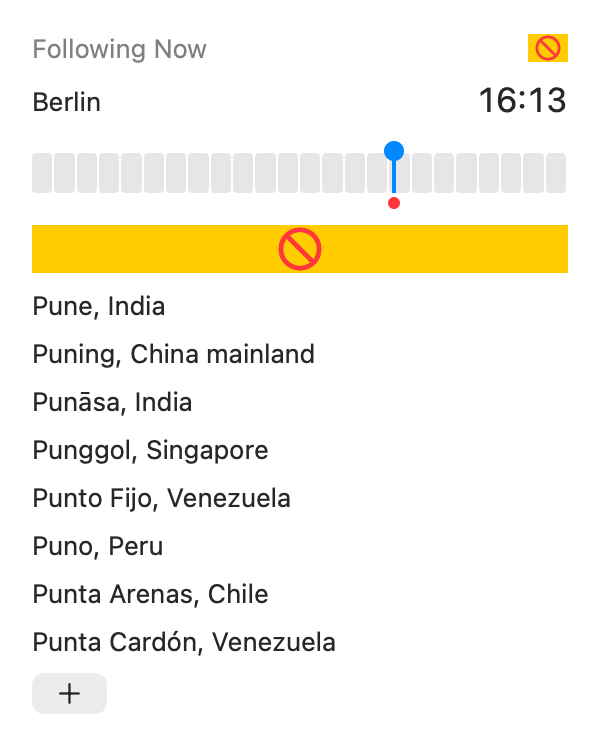 Following Now
Berlin
16:13
Pune, India
Puning, China mainland
Punāsa, India
Punggol, Singapore
Punto Fijo, Venezuela
Puno, Peru
Punta Arenas, Chile
Punta Cardón, Venezuela
+